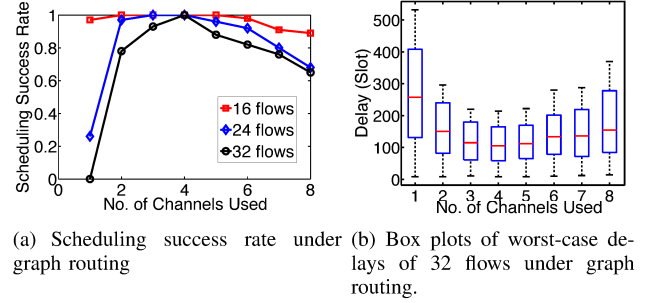 Scheduling Success Rate
1
0.8
0.6
0.4
0.2
0
0 2 4 6 8
No. of Channels Used
16 flows
24 flows
32 flows
Delay (Slot)
500
400
300
200
100
0
1 2 3 4 5 6 7 8
No. of Channels Used
(a) Scheduling success rate under
graph routing
(b) Box plots of worst-case de-
lays of 32 flows under graph
routing.